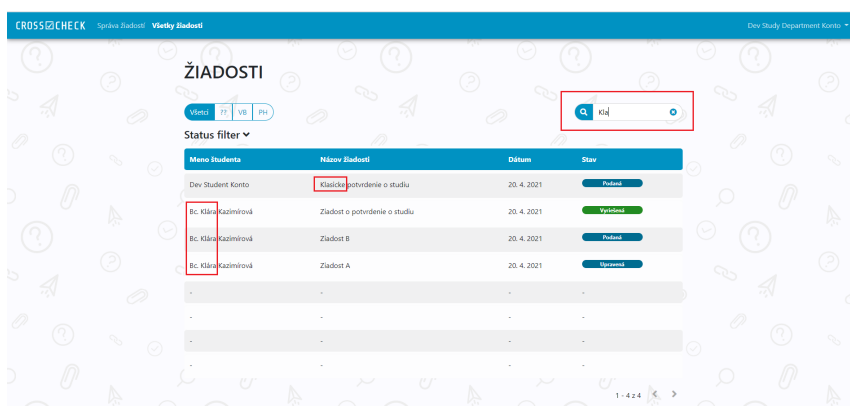 CROSS☑CHECK Správa žiadostí Všetky žiadosti Dev Study Department Konto
ŽIADOSTI
Všetci ?? VB PH Kla
Status filter
Meno študenta Názov žiadosti Dátum Stav
Dev Student Konto Klasicke potvrdenie o studiu 20. 4. 2021 Podaná
Bc. Klára Kazimírová Ziadost o potvrdenie o studiu 20. 4. 2021 Vyriešená
Bc. Klára Kazimírová Ziadost B 20. 4. 2021 Podaná
Bc. Klára Kazimírová Ziadost A 20. 4. 2021 Upravená
- - - -
- - - -
- - - -
- - - -
1 - 4 z 4